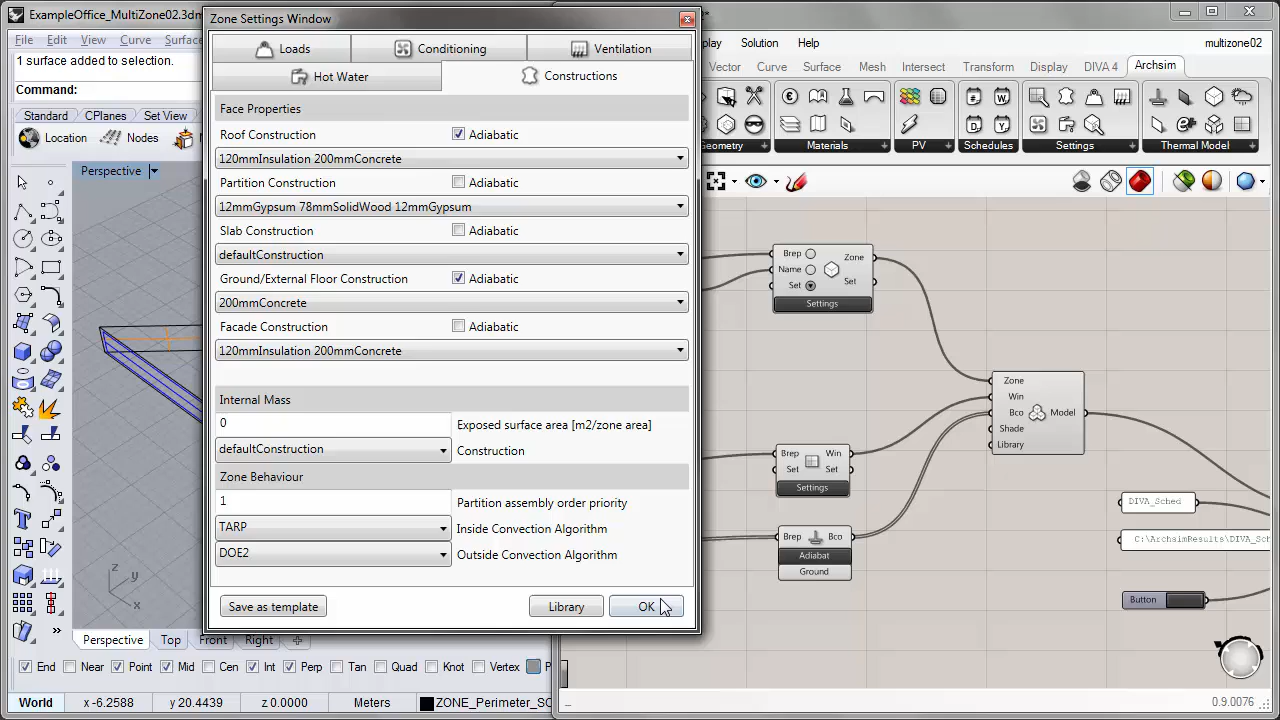 ExampleOffice_MultiZone02.3dm
File Edit View Curve Surface
1 surface added to selection.
Command:
Standard CPlanes Set View
Location Nodes
Perspective
z y x
Perspective Top Front Right
End Near Point Mid Cen Int Perp Tan Quad Knot Vertex P
World x -6.2588 y 20.4439 z 0.0000 Meters ZONE_Perimeter_So
Zone Settings Window
Loads Conditioning Ventilation
Hot Water Constructions
Face Properties
Roof Construction Adiabatic
120mmInsulation 200mmConcrete
Partition Construction Adiabatic
12mmGypsum 78mmSolidWood 12mmGypsum
Slab Construction Adiabatic
defaultConstruction
Ground/External Floor Construction Adiabatic
200mmConcrete
Facade Construction Adiabatic
120mmInsulation 200mmConcrete
Internal Mass
0 Exposed surface area [m2/zone area]
defaultConstruction Construction
Zone Behaviour
1 Partition assembly order priority
TARP Inside Convection Algorithm
DOE2 Outside Convection Algorithm
Save as template Library OK
play Solution Help multizone02
Vector Curve Surface Mesh Intersect Transform Display DIVA 4 Archsim
Geometry Materials PV Schedules Settings Thermal Model
Brep Zone
Name
Set Set
Settings
Zone
Win
Bco Model
Shade
Library
Brep Win
Set Set
Settings
Brep Bco
Adiabat
Ground
DIVA_Sched
C:\ArchsimResults\DIVA_Sch
Button
0.9.0076